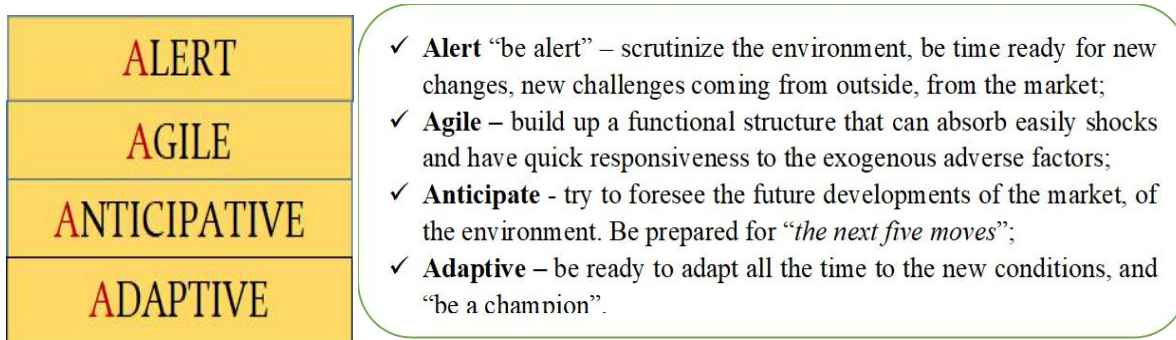 ALERT
AGILE
ANTICIPATIVE
ADAPTIVE
✓ Alert “be alert” – scrutinize the environment, be time ready for new
changes, new challenges coming from outside, from the market;
✓ Agile – build up a functional structure that can absorb easily shocks
and have quick responsiveness to the exogenous adverse factors;
✓ Anticipate - try to foresee the future developments of the market, of
the environment. Be prepared for “the next five moves”;
✓ Adaptive – be ready to adapt all the time to the new conditions, and
“be a champion”.